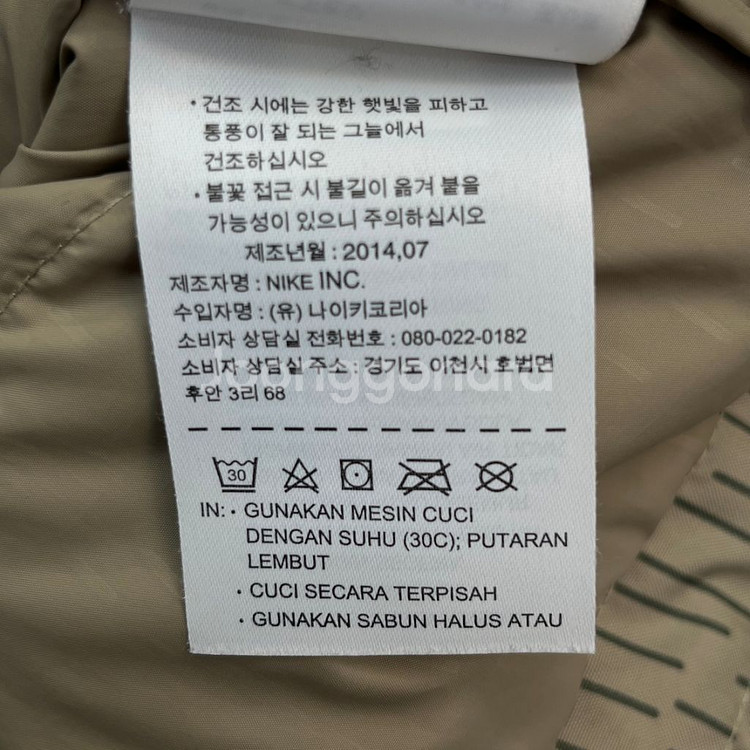 • 건조 시에는 강한 햇빛을 피하고
통풍이 잘 되는 그늘에서
건조하십시오
• 불꽃 접근 시 불길이 옮겨 붙을
가능성이 있으니 주의하십시오
제조년월 : 2014,07
제조자명 : NIKE INC.
수입자명 : (유) 나이키코리아
소비자 상담실 전화번호 : 080-022-0182
소비자 상담실 주소 : 경기도 이천시 호법면
Joonggonara
후안 3리 68
30
IN: • GUNAKAN MESIN CUCI
DENGAN SUHU (30C); PUTARAN
LEMBUT
• CUCI SECARA TERPISAH
• GUNAKAN SABUN HALUS ATAU